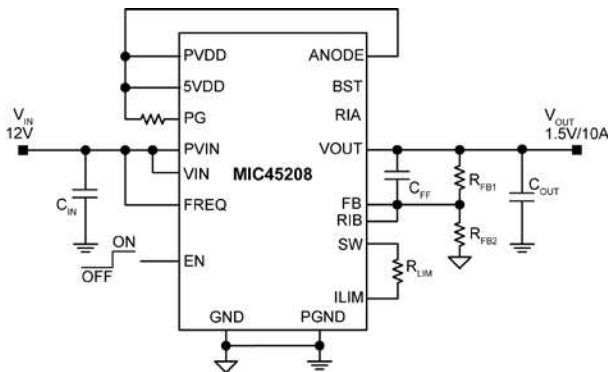 PVDD
ANODE
5VDD
BST
V_IN
12V
PG
RIA
V_OUT
1.5V/10A
PVIN
VOUT
VIN
MIC45208
C_FF
R_FB1
C_IN
FREQ
FB
C_OUT
RIB
R_FB2
ON
OFF
EN
SW
R_LIM
ILIM
GND
PGND